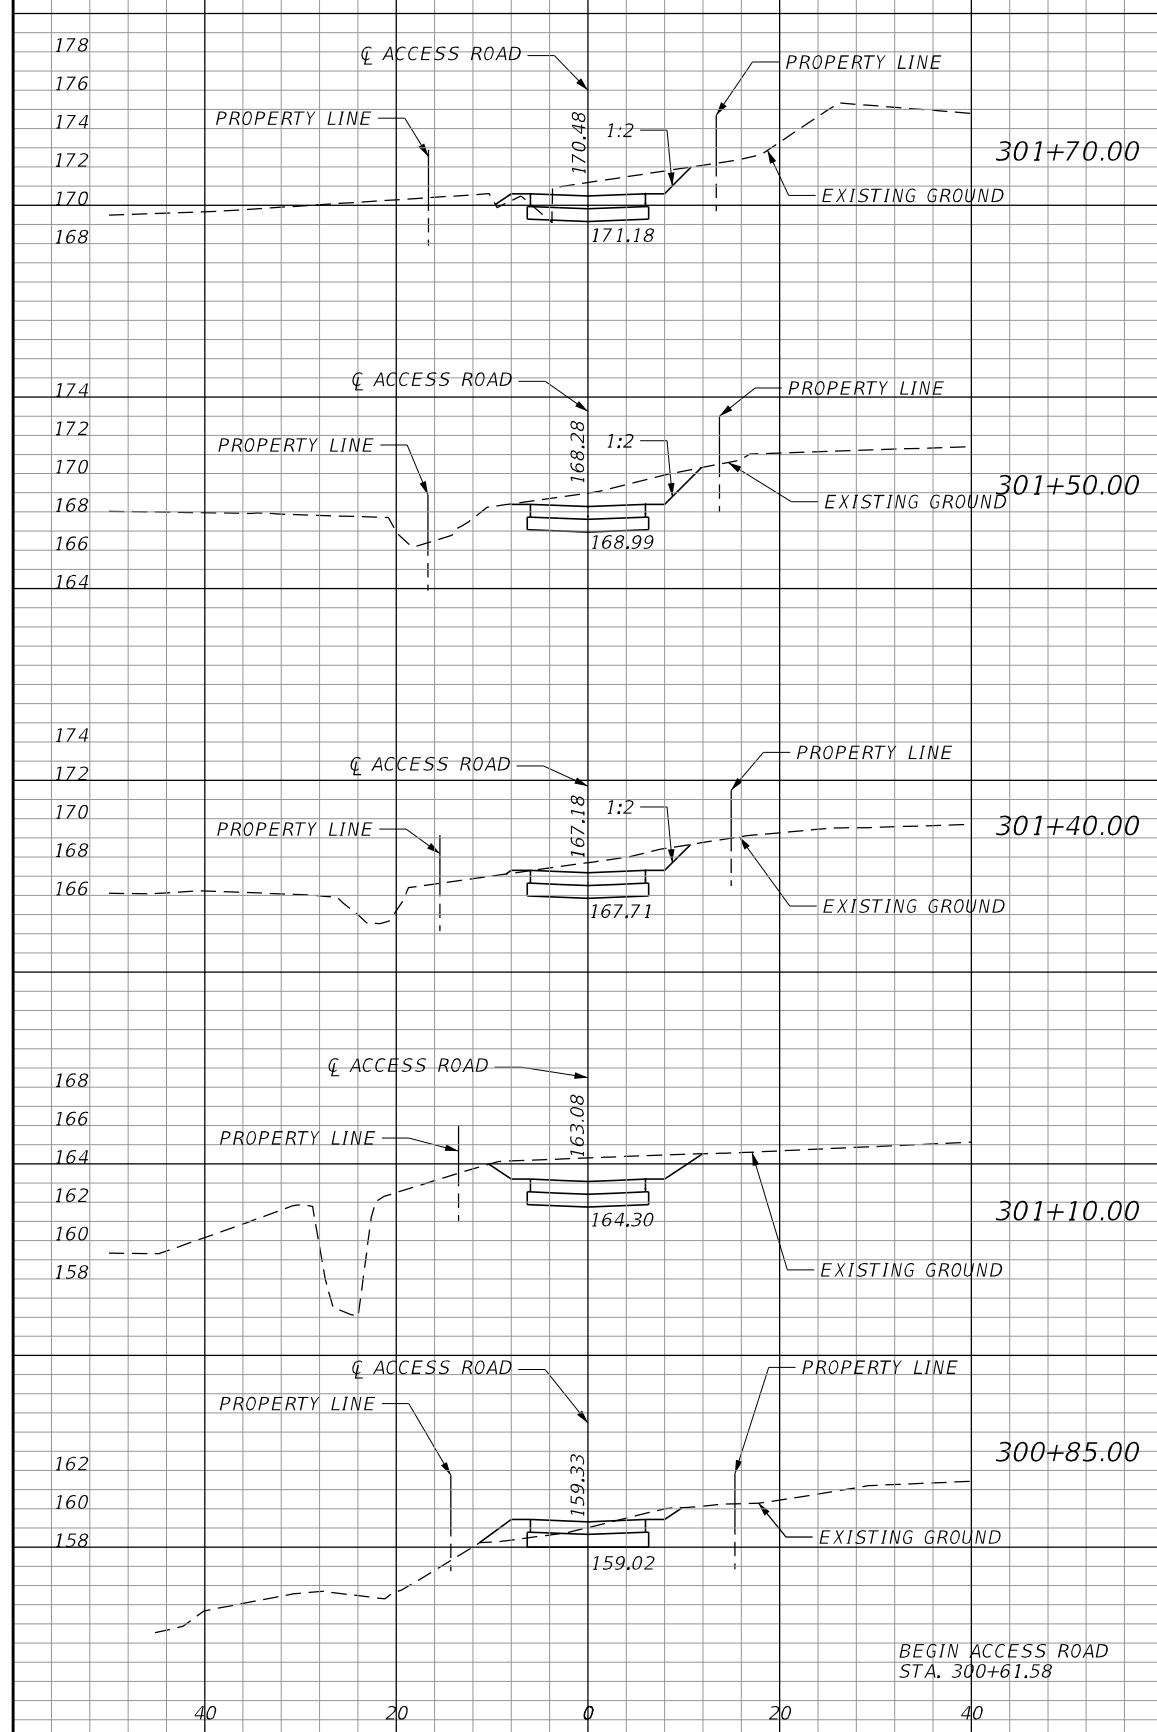 178
℄ ACCESS ROAD
PROPERTY LINE
176
PROPERTY LINE
174
170.48
1:2
172
301+70.00
170
EXISTING GROUND
168
171.18
℄ ACCESS ROAD
PROPERTY LINE
174
172
168.28
1:2
PROPERTY LINE
170
301+50.00
168
EXISTING GROUND
166
168.99
164
174
PROPERTY LINE
℄ ACCESS ROAD
172
170
167.18
1:2
PROPERTY LINE
301+40.00
168
166
EXISTING GROUND
167.71
℄ ACCESS ROAD
168
166
163.08
PROPERTY LINE
164
162
301+10.00
164.30
160
158
EXISTING GROUND
℄ ACCESS ROAD
PROPERTY LINE
PROPERTY LINE
300+85.00
162
159.33
160
158
EXISTING GROUND
159.02
BEGIN ACCESS ROAD
STA. 300+61.58
40 20 0 20 40